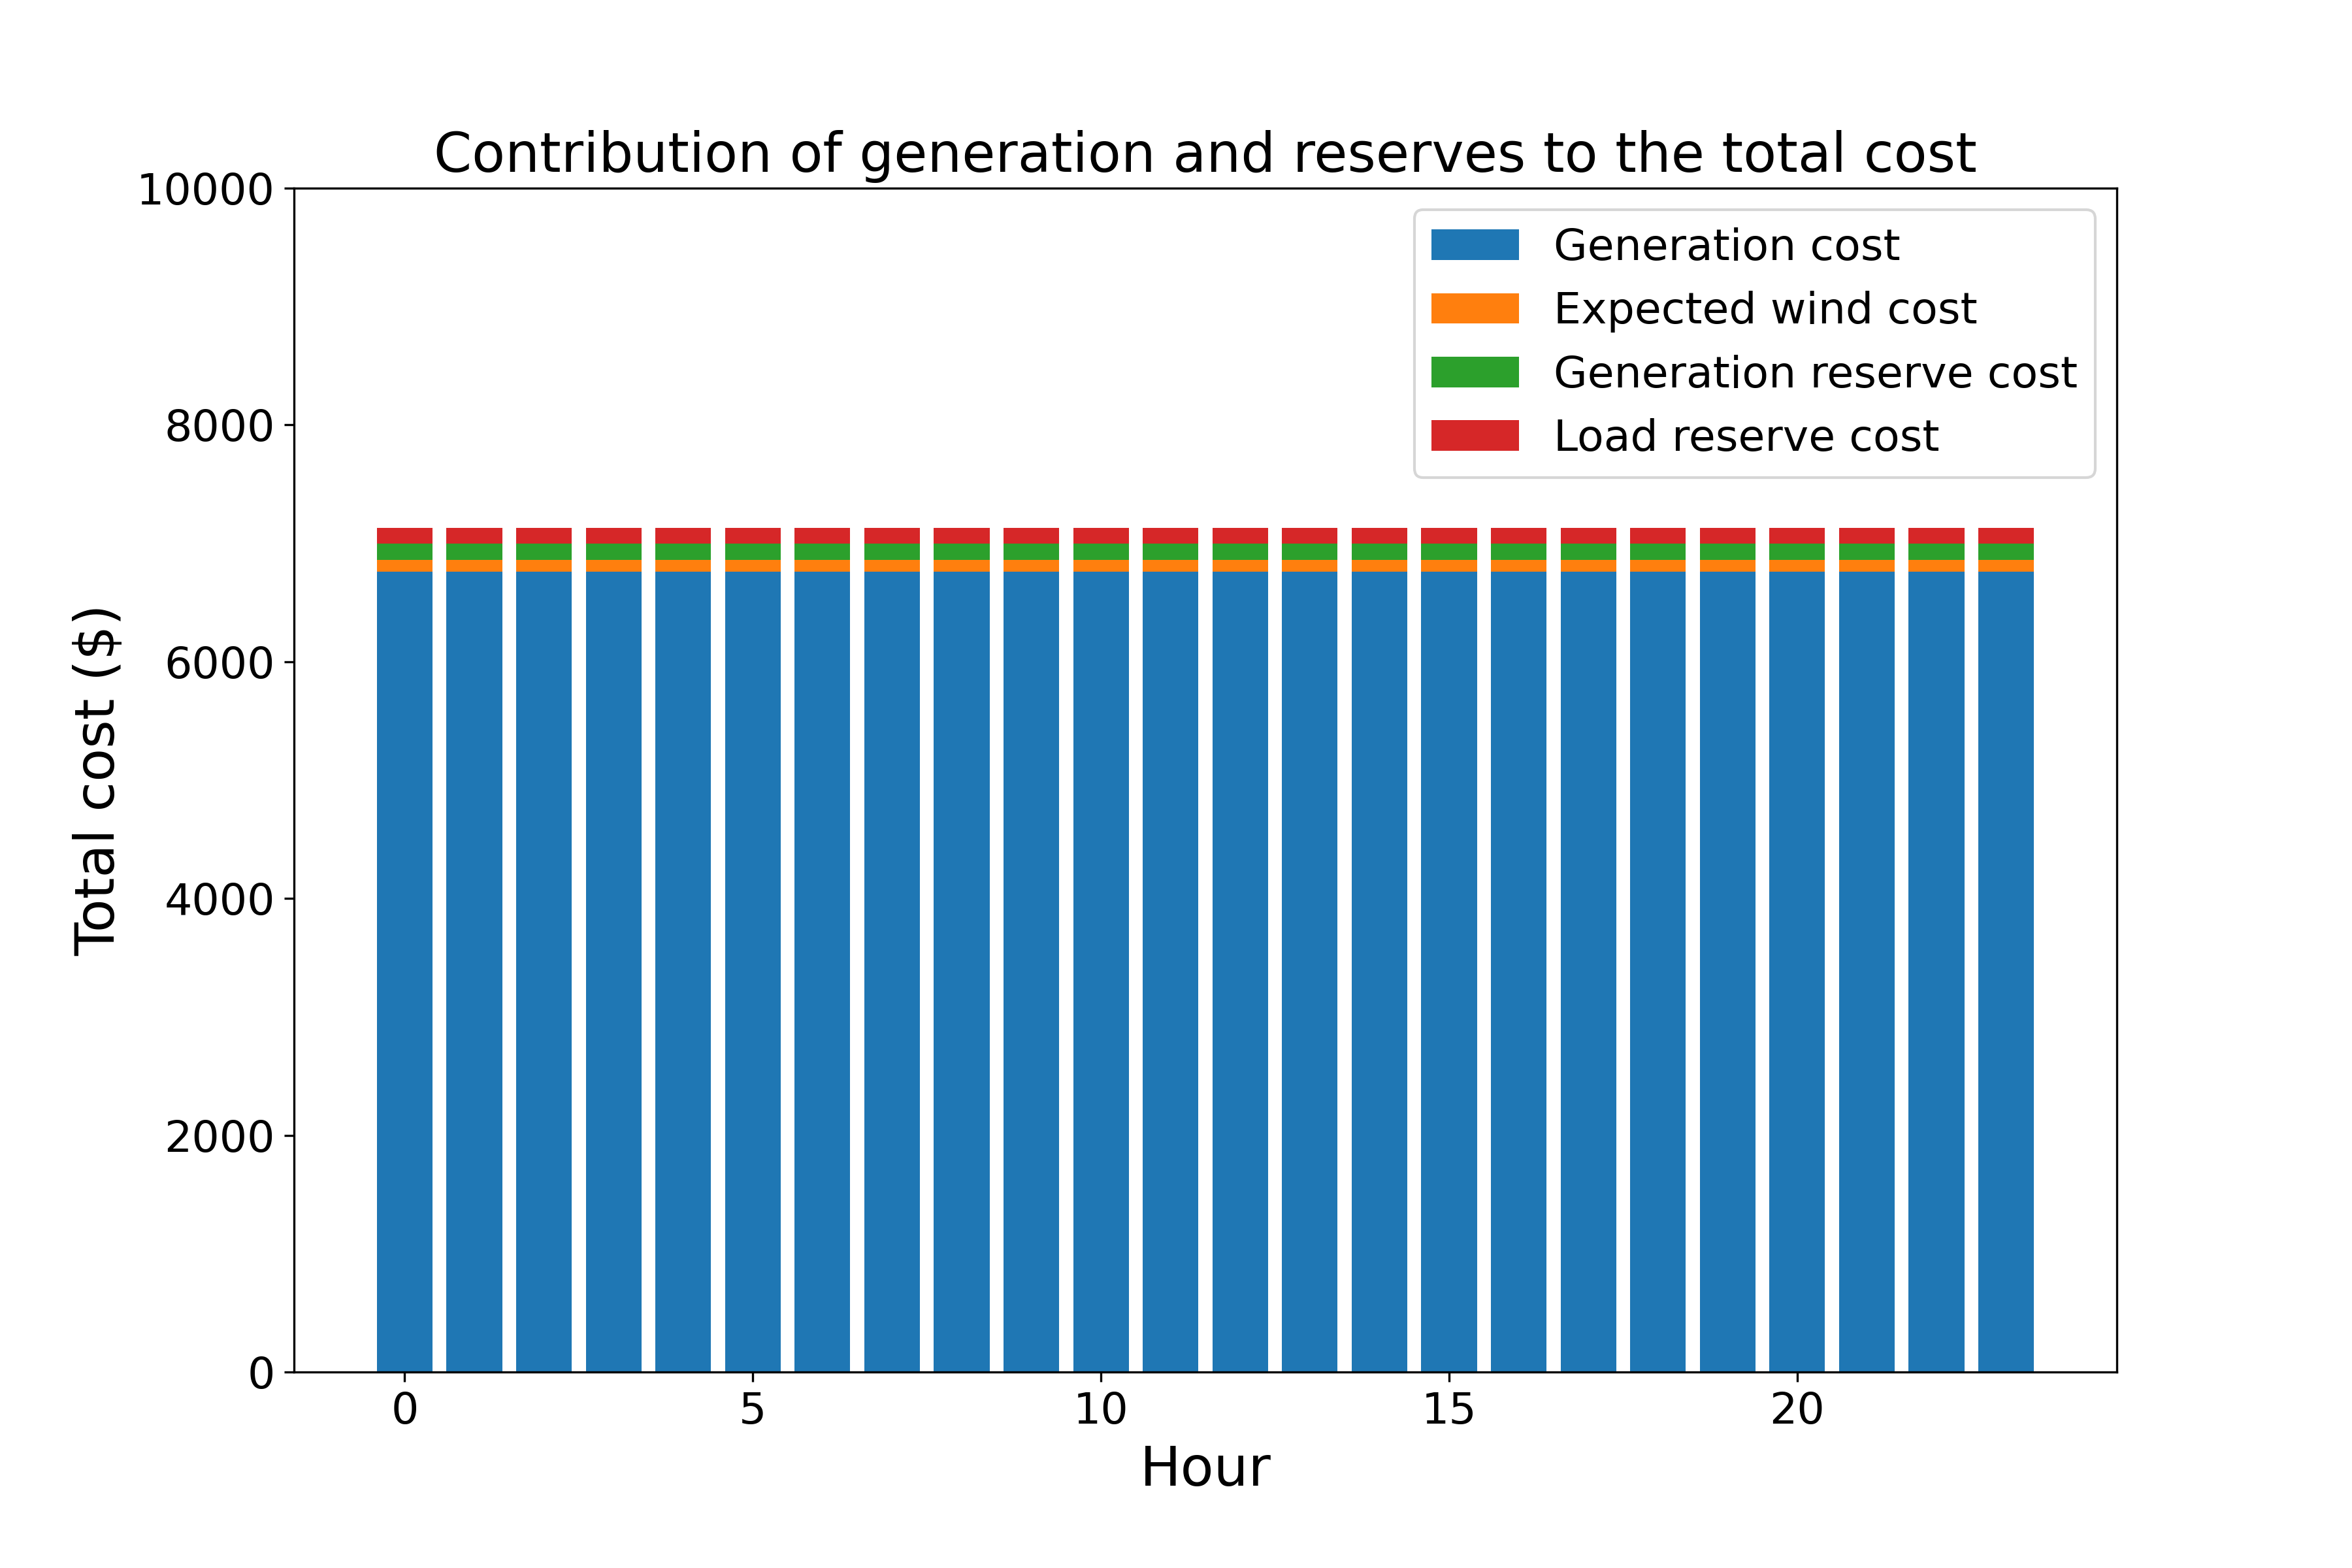 Contribution of generation and reserves to the total cost
10000
8000
6000
4000
2000
0
Total cost ($)
Generation cost
Expected wind cost
Generation reserve cost
Load reserve cost
0 5 10 15 20
Hour